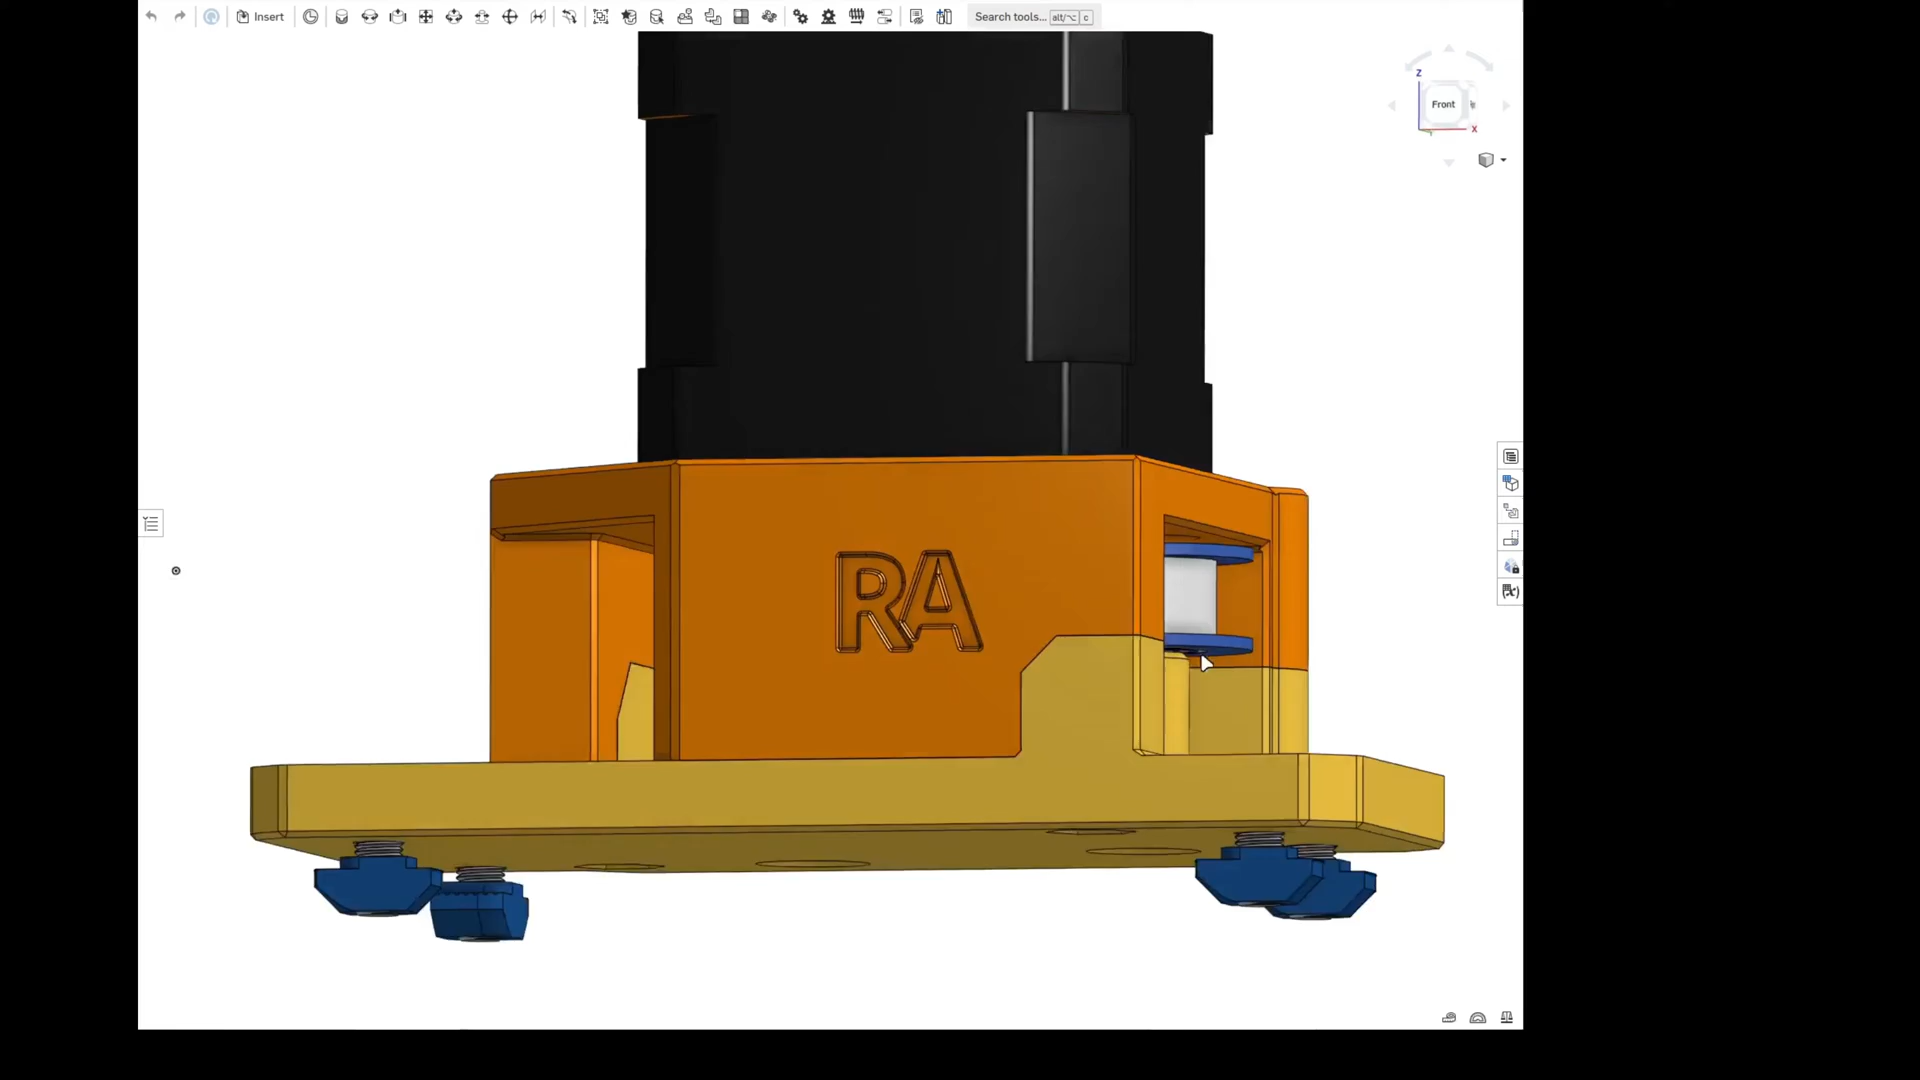 Insert
Search tools... alt/⌥ c
Z
Front
X
RA